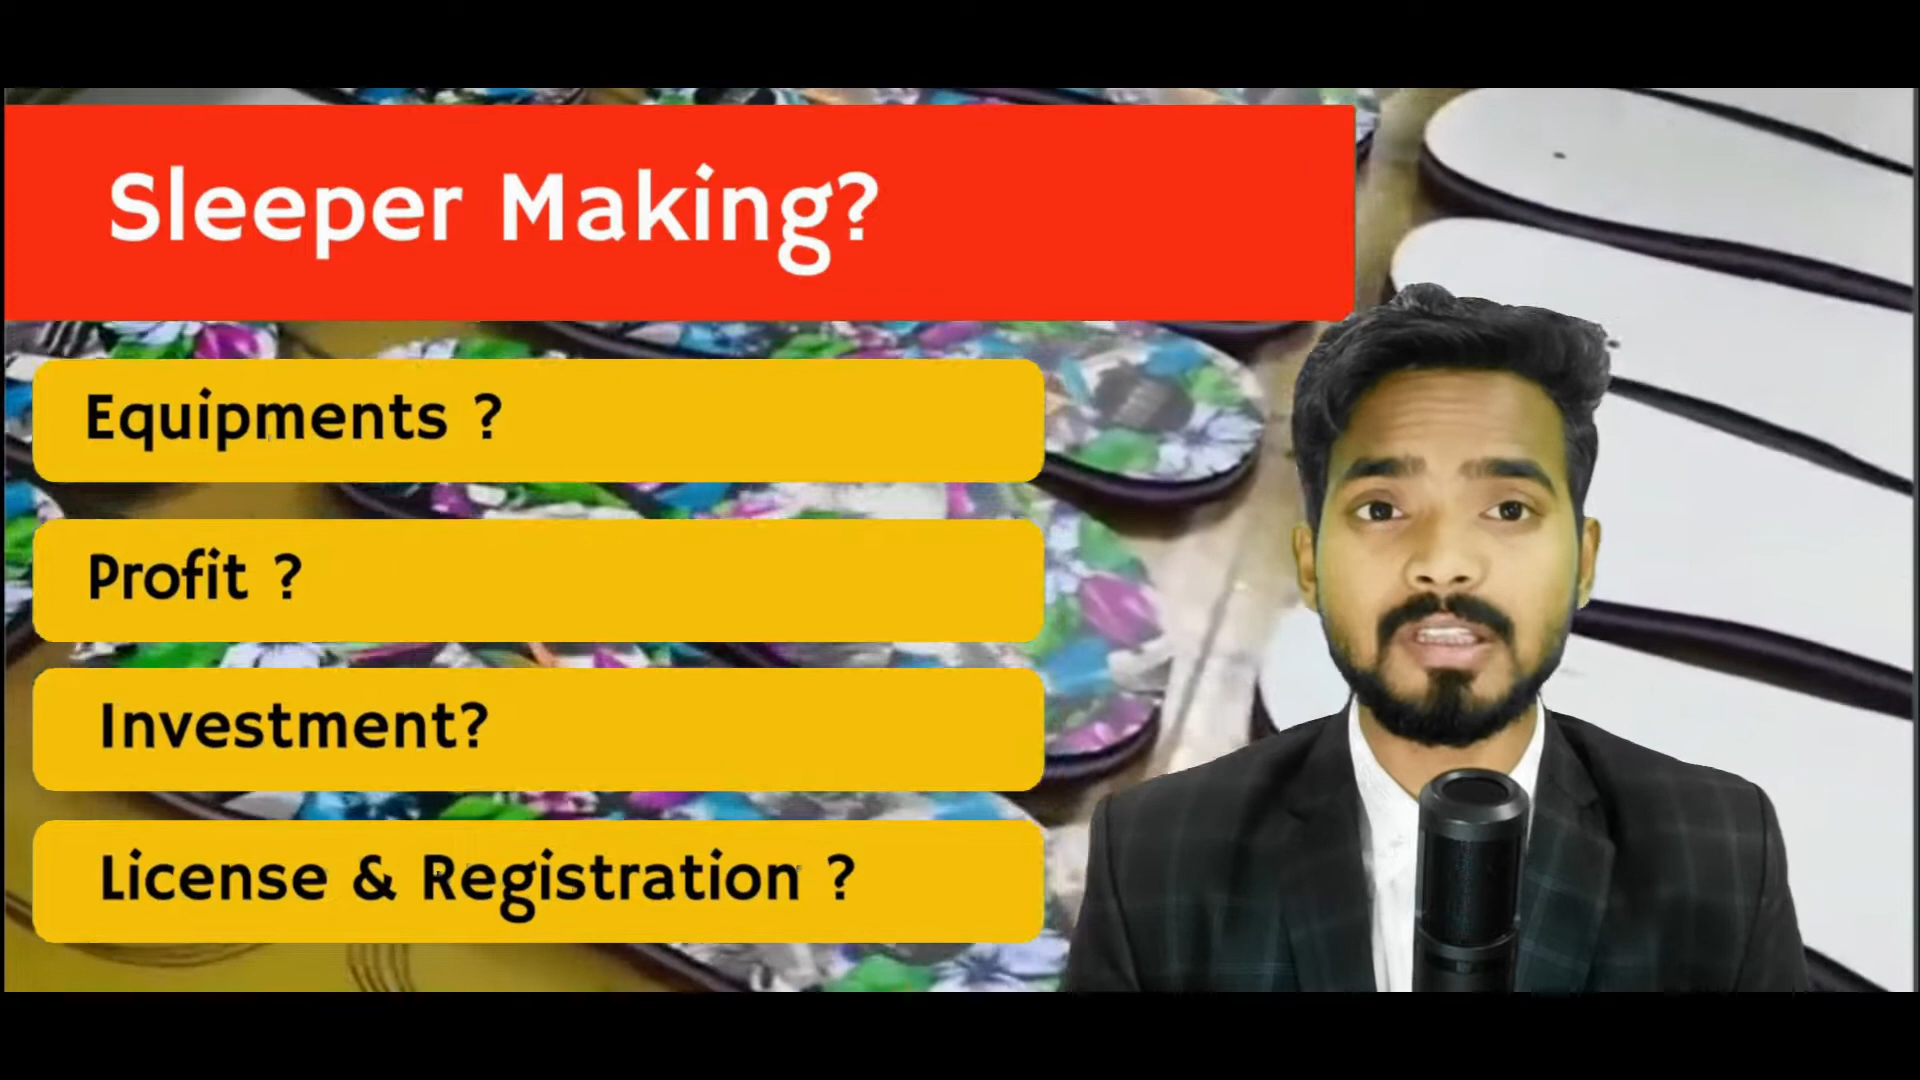 Sleeper Making?
Equipments ?
Profit ?
Investment?
License & Registration ?